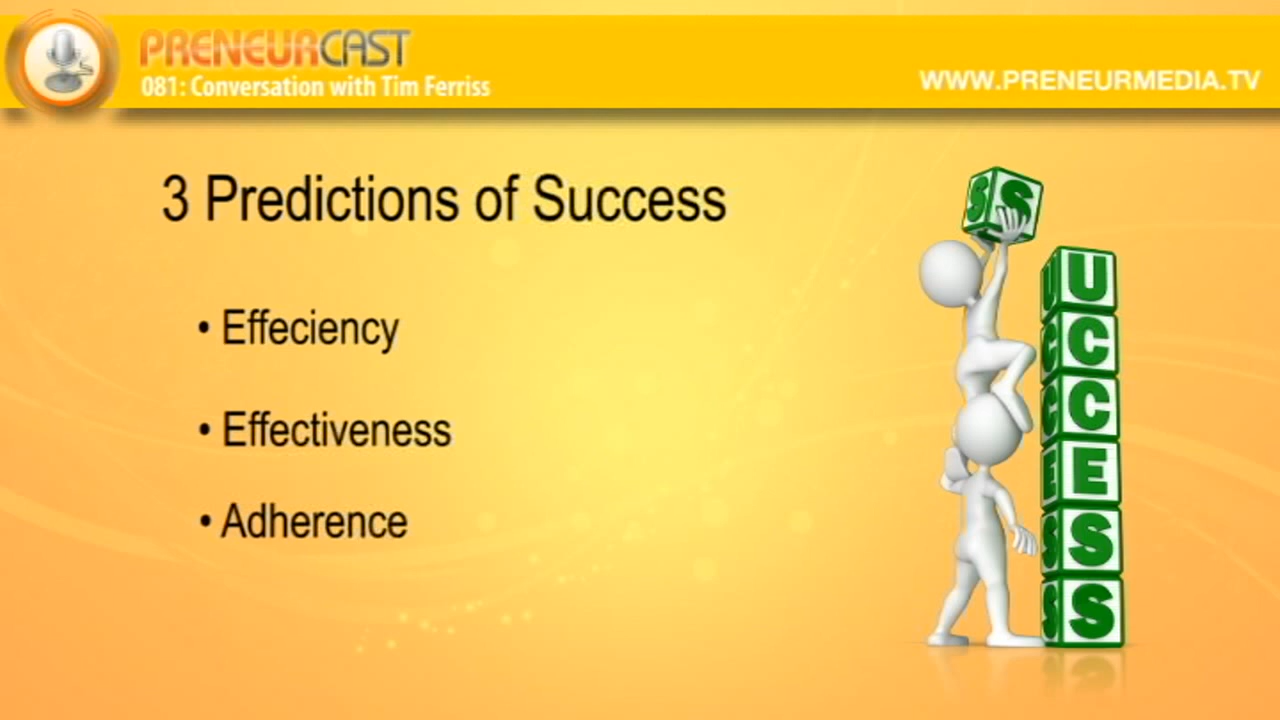 PRENEURCAST
081: Conversation with Tim Ferriss
WWW.PRENEURMEDIA.TV
3 Predictions of Success
• Effeciency
• Effectiveness
• Adherence
S S
U U
C C
C C
E E
S S
S S